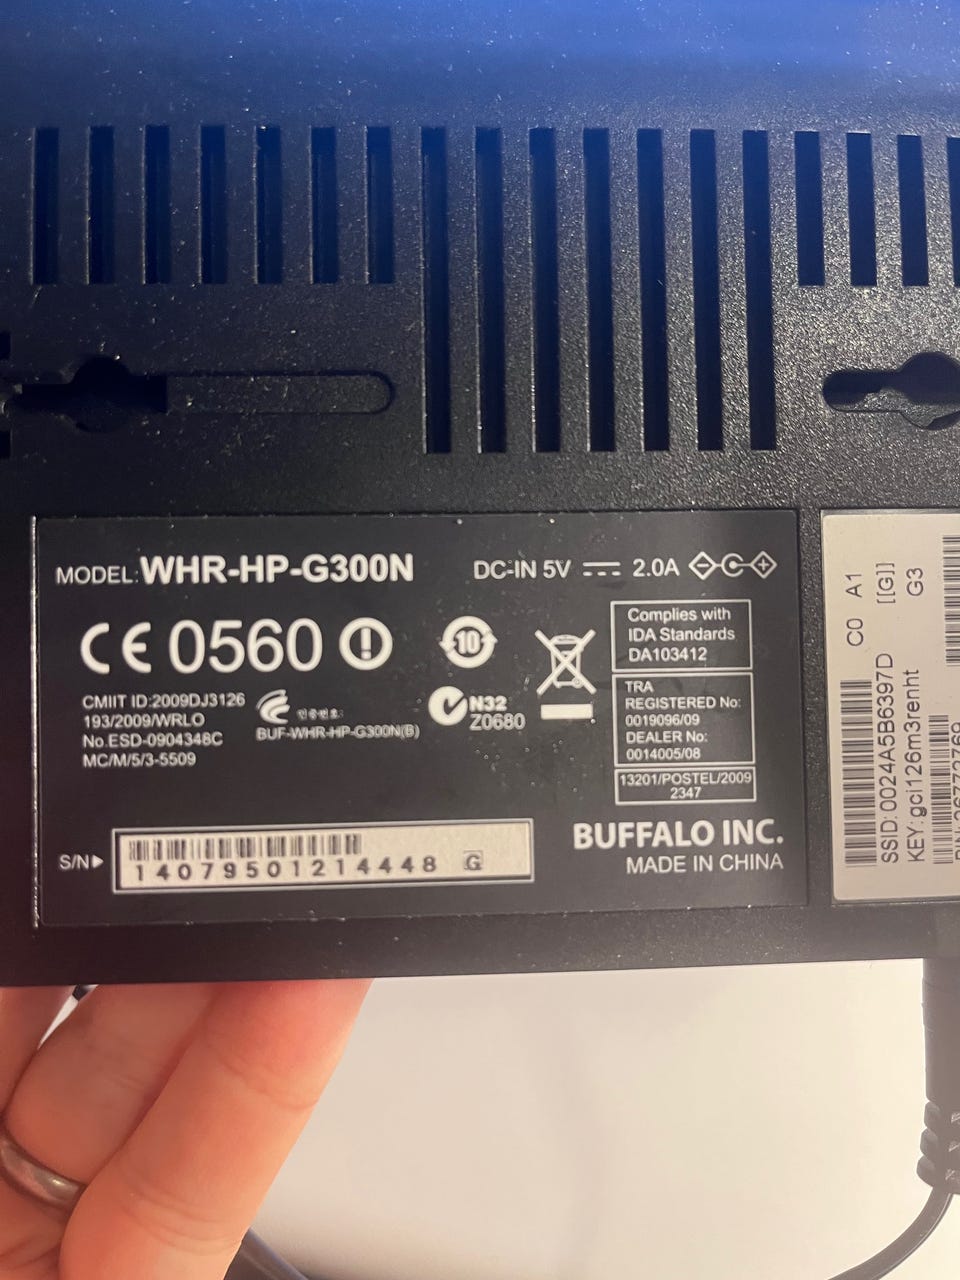 MODEL:WHR-HP-G300N
DC-IN 5V 2.0A
CE 0560
10
CMIIT ID:2009DJ3126
193/2009/WRLO
No.ESD-0904348C
MC/M/5/3-5509
BUF-WHR-HP-G300N(B)
N32
Z0680
Complies with
IDA Standards
DA103412
TRA
REGISTERED No:
0019096/09
DEALER No:
0014005/08
13201/POSTEL/2009
2347
BUFFALO INC.
MADE IN CHINA
S/N
14079501214448 G
C0 A1
SSID:0024A5B6397D [[G]]
KEY:gci126m3renht G3